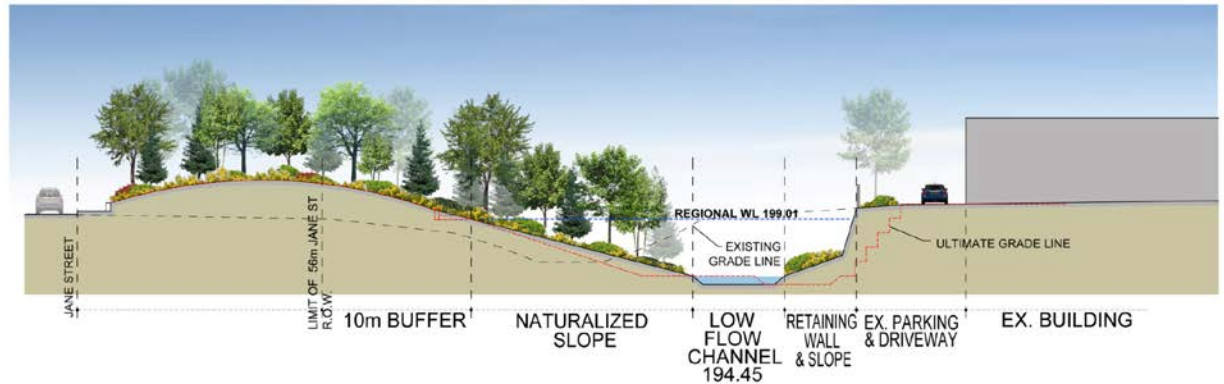 REGIONAL WL 199.01
EXISTING
GRADE LINE
ULTIMATE GRADE LINE
JANE STREET
LIMIT OF 56m JANE ST
R.O.W.
10m BUFFER
NATURALIZED
SLOPE
LOW
FLOW
CHANNEL
194.45
RETAINING
WALL
& SLOPE
EX. PARKING
& DRIVEWAY
EX. BUILDING